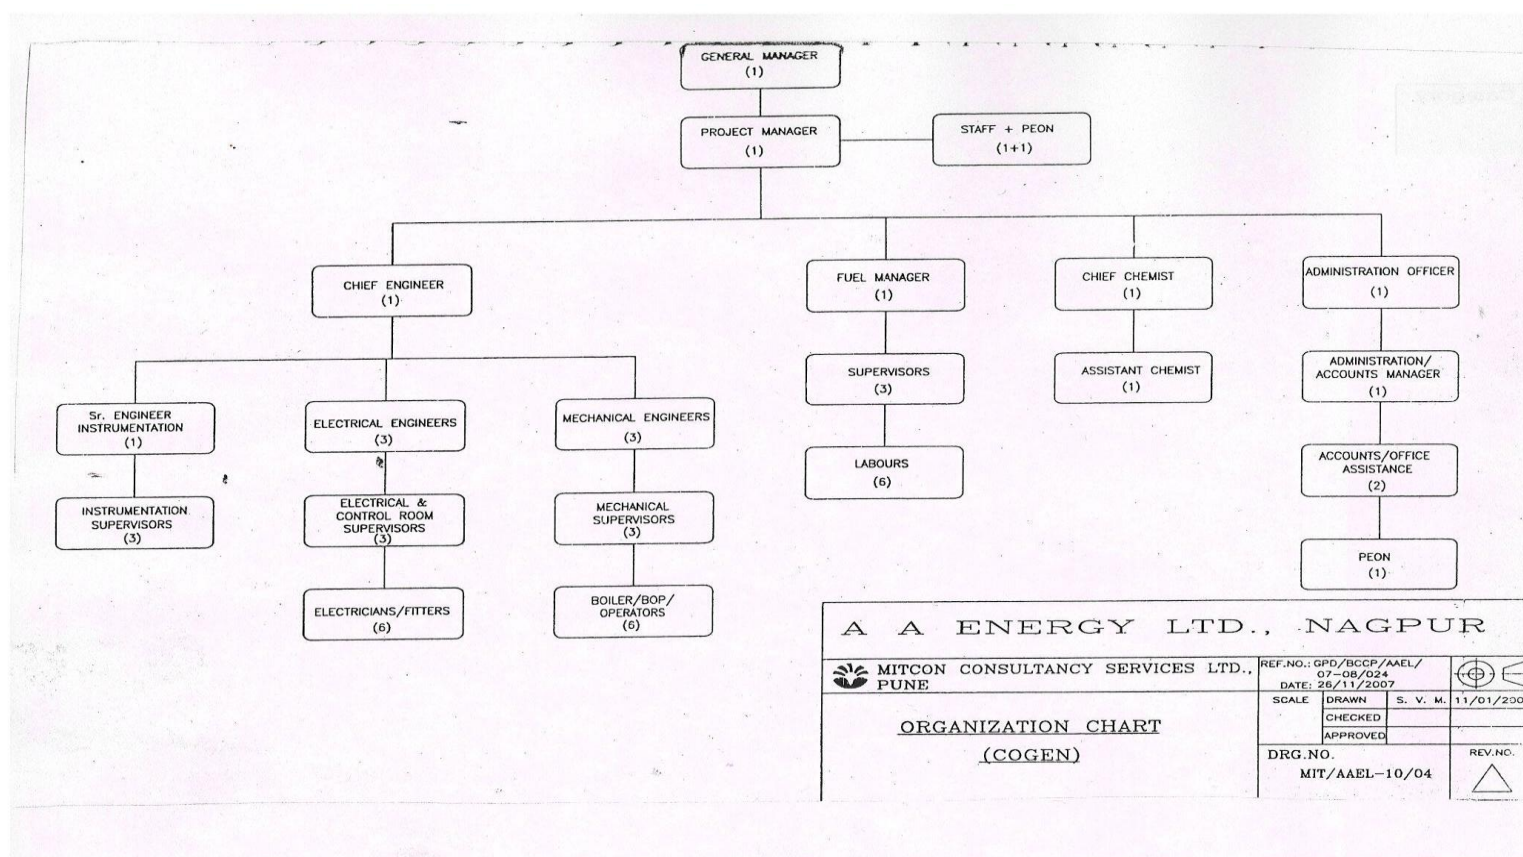 GENERAL MANAGER
(1)
PROJECT MANAGER
(1)
STAFF + PEON
(1+1)
CHIEF ENGINEER
(1)
FUEL MANAGER
(1)
CHIEF CHEMIST
(1)
ADMINISTRATION OFFICER
(1)
SUPERVISORS
(3)
ASSISTANT CHEMIST
(1)
ADMINISTRATION/
ACCOUNTS MANAGER
(1)
Sr. ENGINEER
INSTRUMENTATION
(1)
ELECTRICAL ENGINEERS
(3)
MECHANICAL ENGINEERS
(3)
LABOURS
(6)
ACCOUNTS/OFFICE
ASSISTANCE
(2)
INSTRUMENTATION
SUPERVISORS
(3)
ELECTRICAL &
CONTROL ROOM
SUPERVISORS
(3)
MECHANICAL
SUPERVISORS
(3)
PEON
(1)
ELECTRICIANS/FITTERS
(6)
BOILER/BOP/
OPERATORS
(6)
A A ENERGY LTD., NAGPUR
MITCON CONSULTANCY SERVICES LTD.,
PUNE
REF.NO.: GPD/BCCP/AAEL/
07-08/024
DATE: 26/11/2007
ORGANIZATION CHART
(COGEN)
SCALE DRAWN S. V. M. 11/01/200
CHECKED
APPROVED
DRG.NO.
MIT/AAEL-10/04
REV.NO.